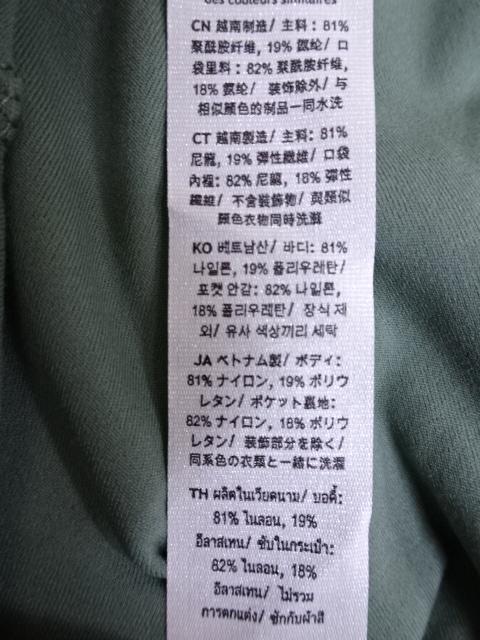 des couleurs similaires
CN 越南制造/ 主料: 81%
聚酰胺纤维, 19% 氨纶/ 口
袋里料: 82% 聚酰胺纤维,
18% 氨纶/ 装饰除外/ 与
相似颜色的制品一同水洗
CT 越南製造/ 主料: 81%
尼龍, 19% 彈性纖維/ 口袋
內裡: 82% 尼龍, 18% 彈性
纖維/ 不含裝飾物/ 與類似
顏色衣物同時洗滌
KO 베트남산/ 바디: 81%
나일론, 19% 폴리우레탄/
포켓 안감: 82% 나일론,
18% 폴리우레탄/ 장식 제
외/ 유사 색상끼리 세탁
JA ベトナム製/ ボディ:
81% ナイロン, 19% ポリウ
レタン/ ポケット裏地:
82% ナイロン, 18% ポリウ
レタン/ 装飾部分を除く/
同系色の衣類と一緒に洗濯
TH ผลิตในเวียดนาม/ บอดี้:
81% ไนลอน, 19%
อีลาสเทน/ ซับในกระเป๋า:
82% ไนลอน, 18%
อีลาสเทน/ ไม่รวม
การตกแต่ง/ ซักกับผ้าสี